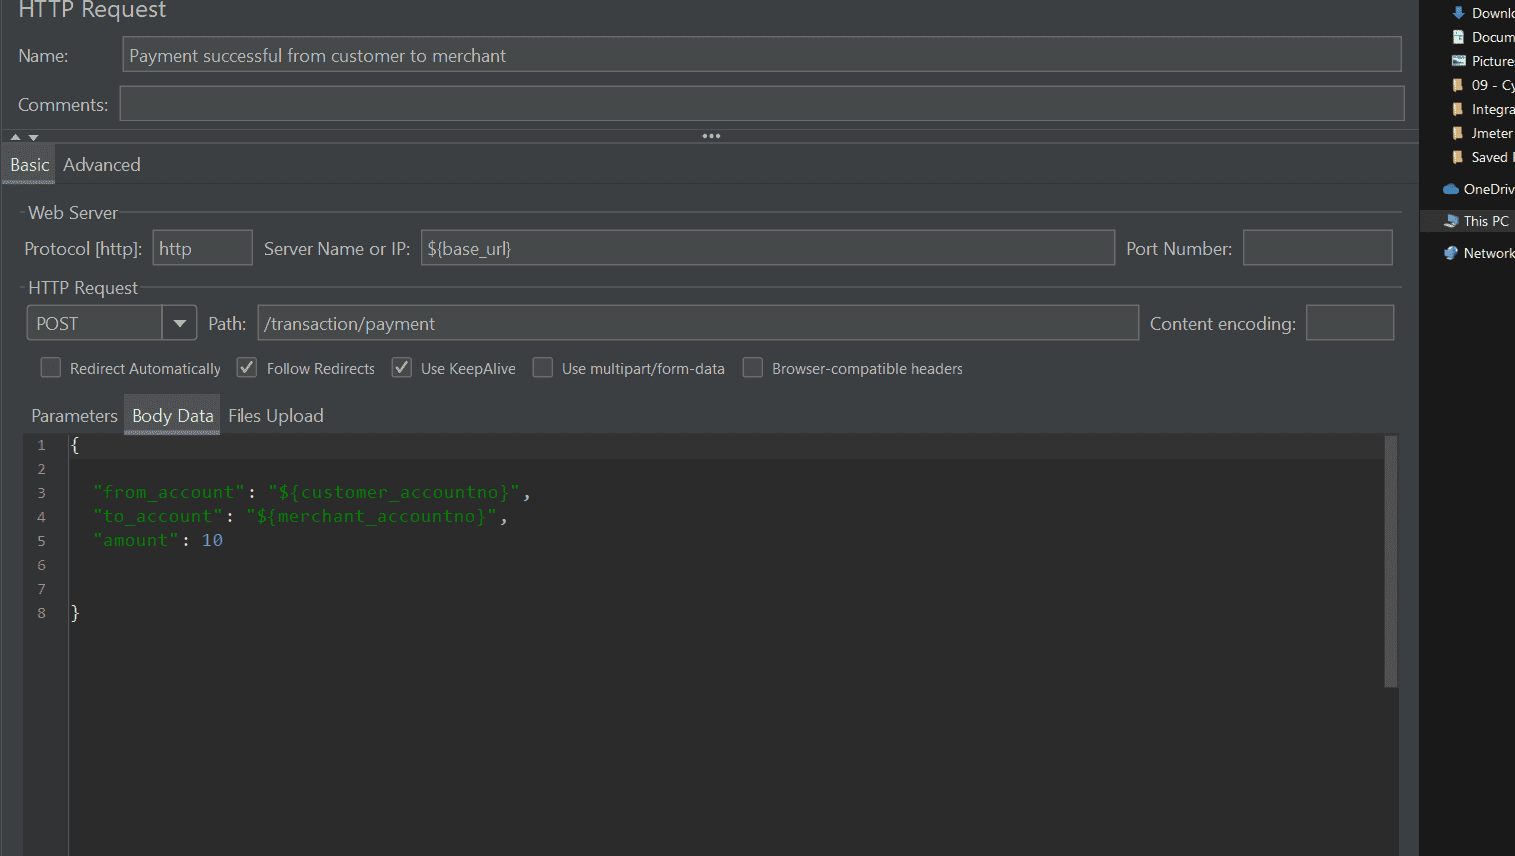 HTTP Request
Name: Payment successful from customer to merchant
Comments:
Basic Advanced
Web Server
Protocol [http]: http Server Name or IP: ${base_url} Port Number:
HTTP Request
POST Path: /transaction/payment Content encoding:
Redirect Automatically Follow Redirects Use KeepAlive Use multipart/form-data Browser-compatible headers
Parameters Body Data Files Upload
1 {
2
3 "from_account": "${customer_accountno}",
4 "to_account": "${merchant_accountno}",
5 "amount": 10
6
7
8 }
Downlo
Docum
Pictures
09 - Cy
Integra
Jmeter
Saved
OneDriv
This PC
Network